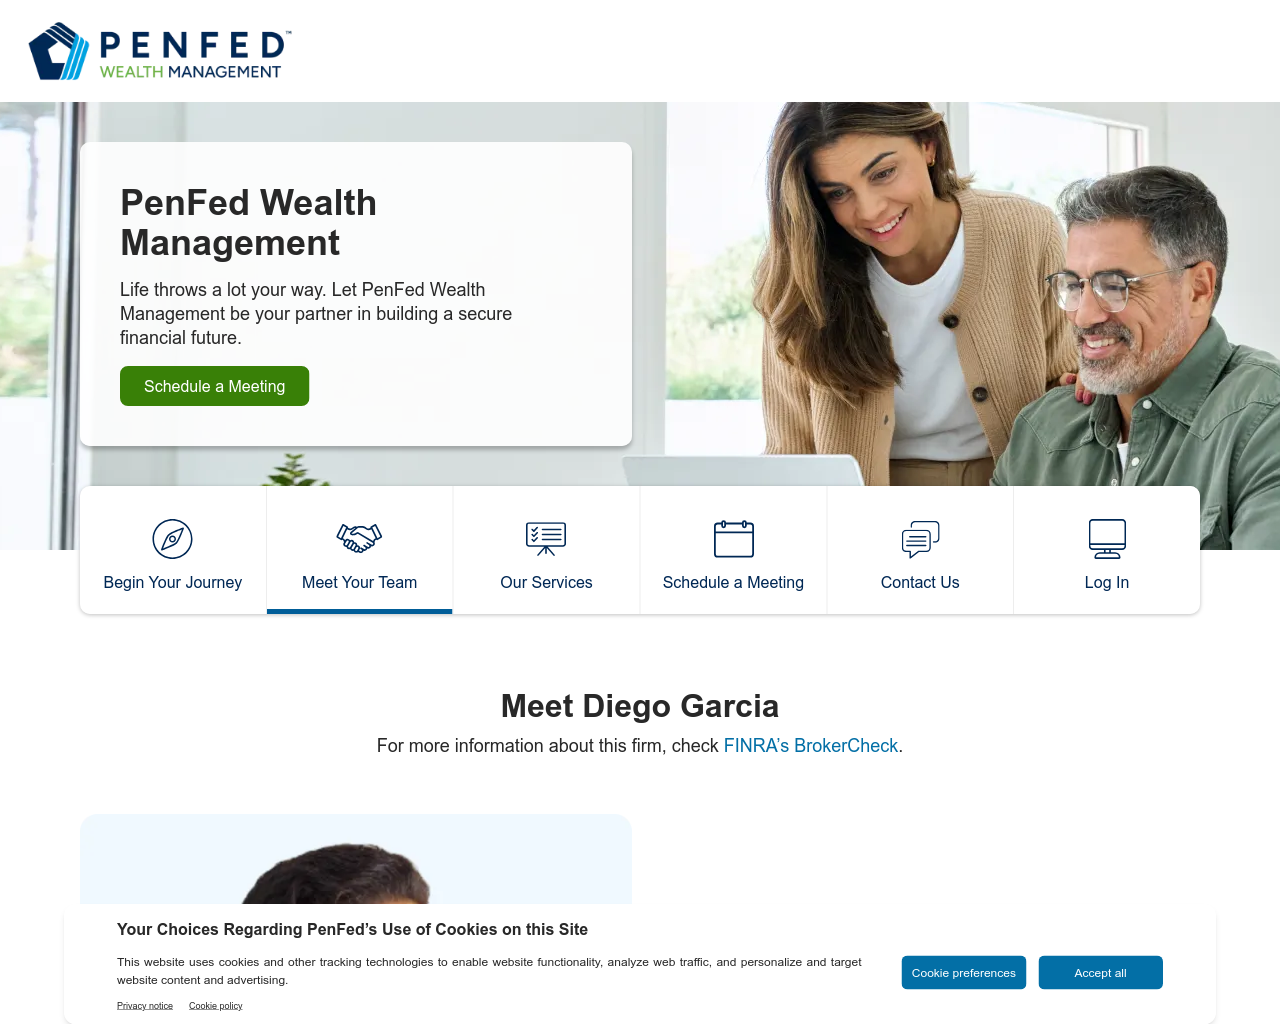 PENFED™
WEALTH MANAGEMENT
PenFed Wealth
Management
Life throws a lot your way. Let PenFed Wealth
Management be your partner in building a secure
financial future.
Schedule a Meeting
Begin Your Journey
Meet Your Team
Our Services
Schedule a Meeting
Contact Us
Log In
Meet Diego Garcia
For more information about this firm, check FINRA’s BrokerCheck.
Your Choices Regarding PenFed’s Use of Cookies on this Site
This website uses cookies and other tracking technologies to enable website functionality, analyze web traffic, and personalize and target
website content and advertising.
Privacy notice
Cookie policy
Cookie preferences
Accept all